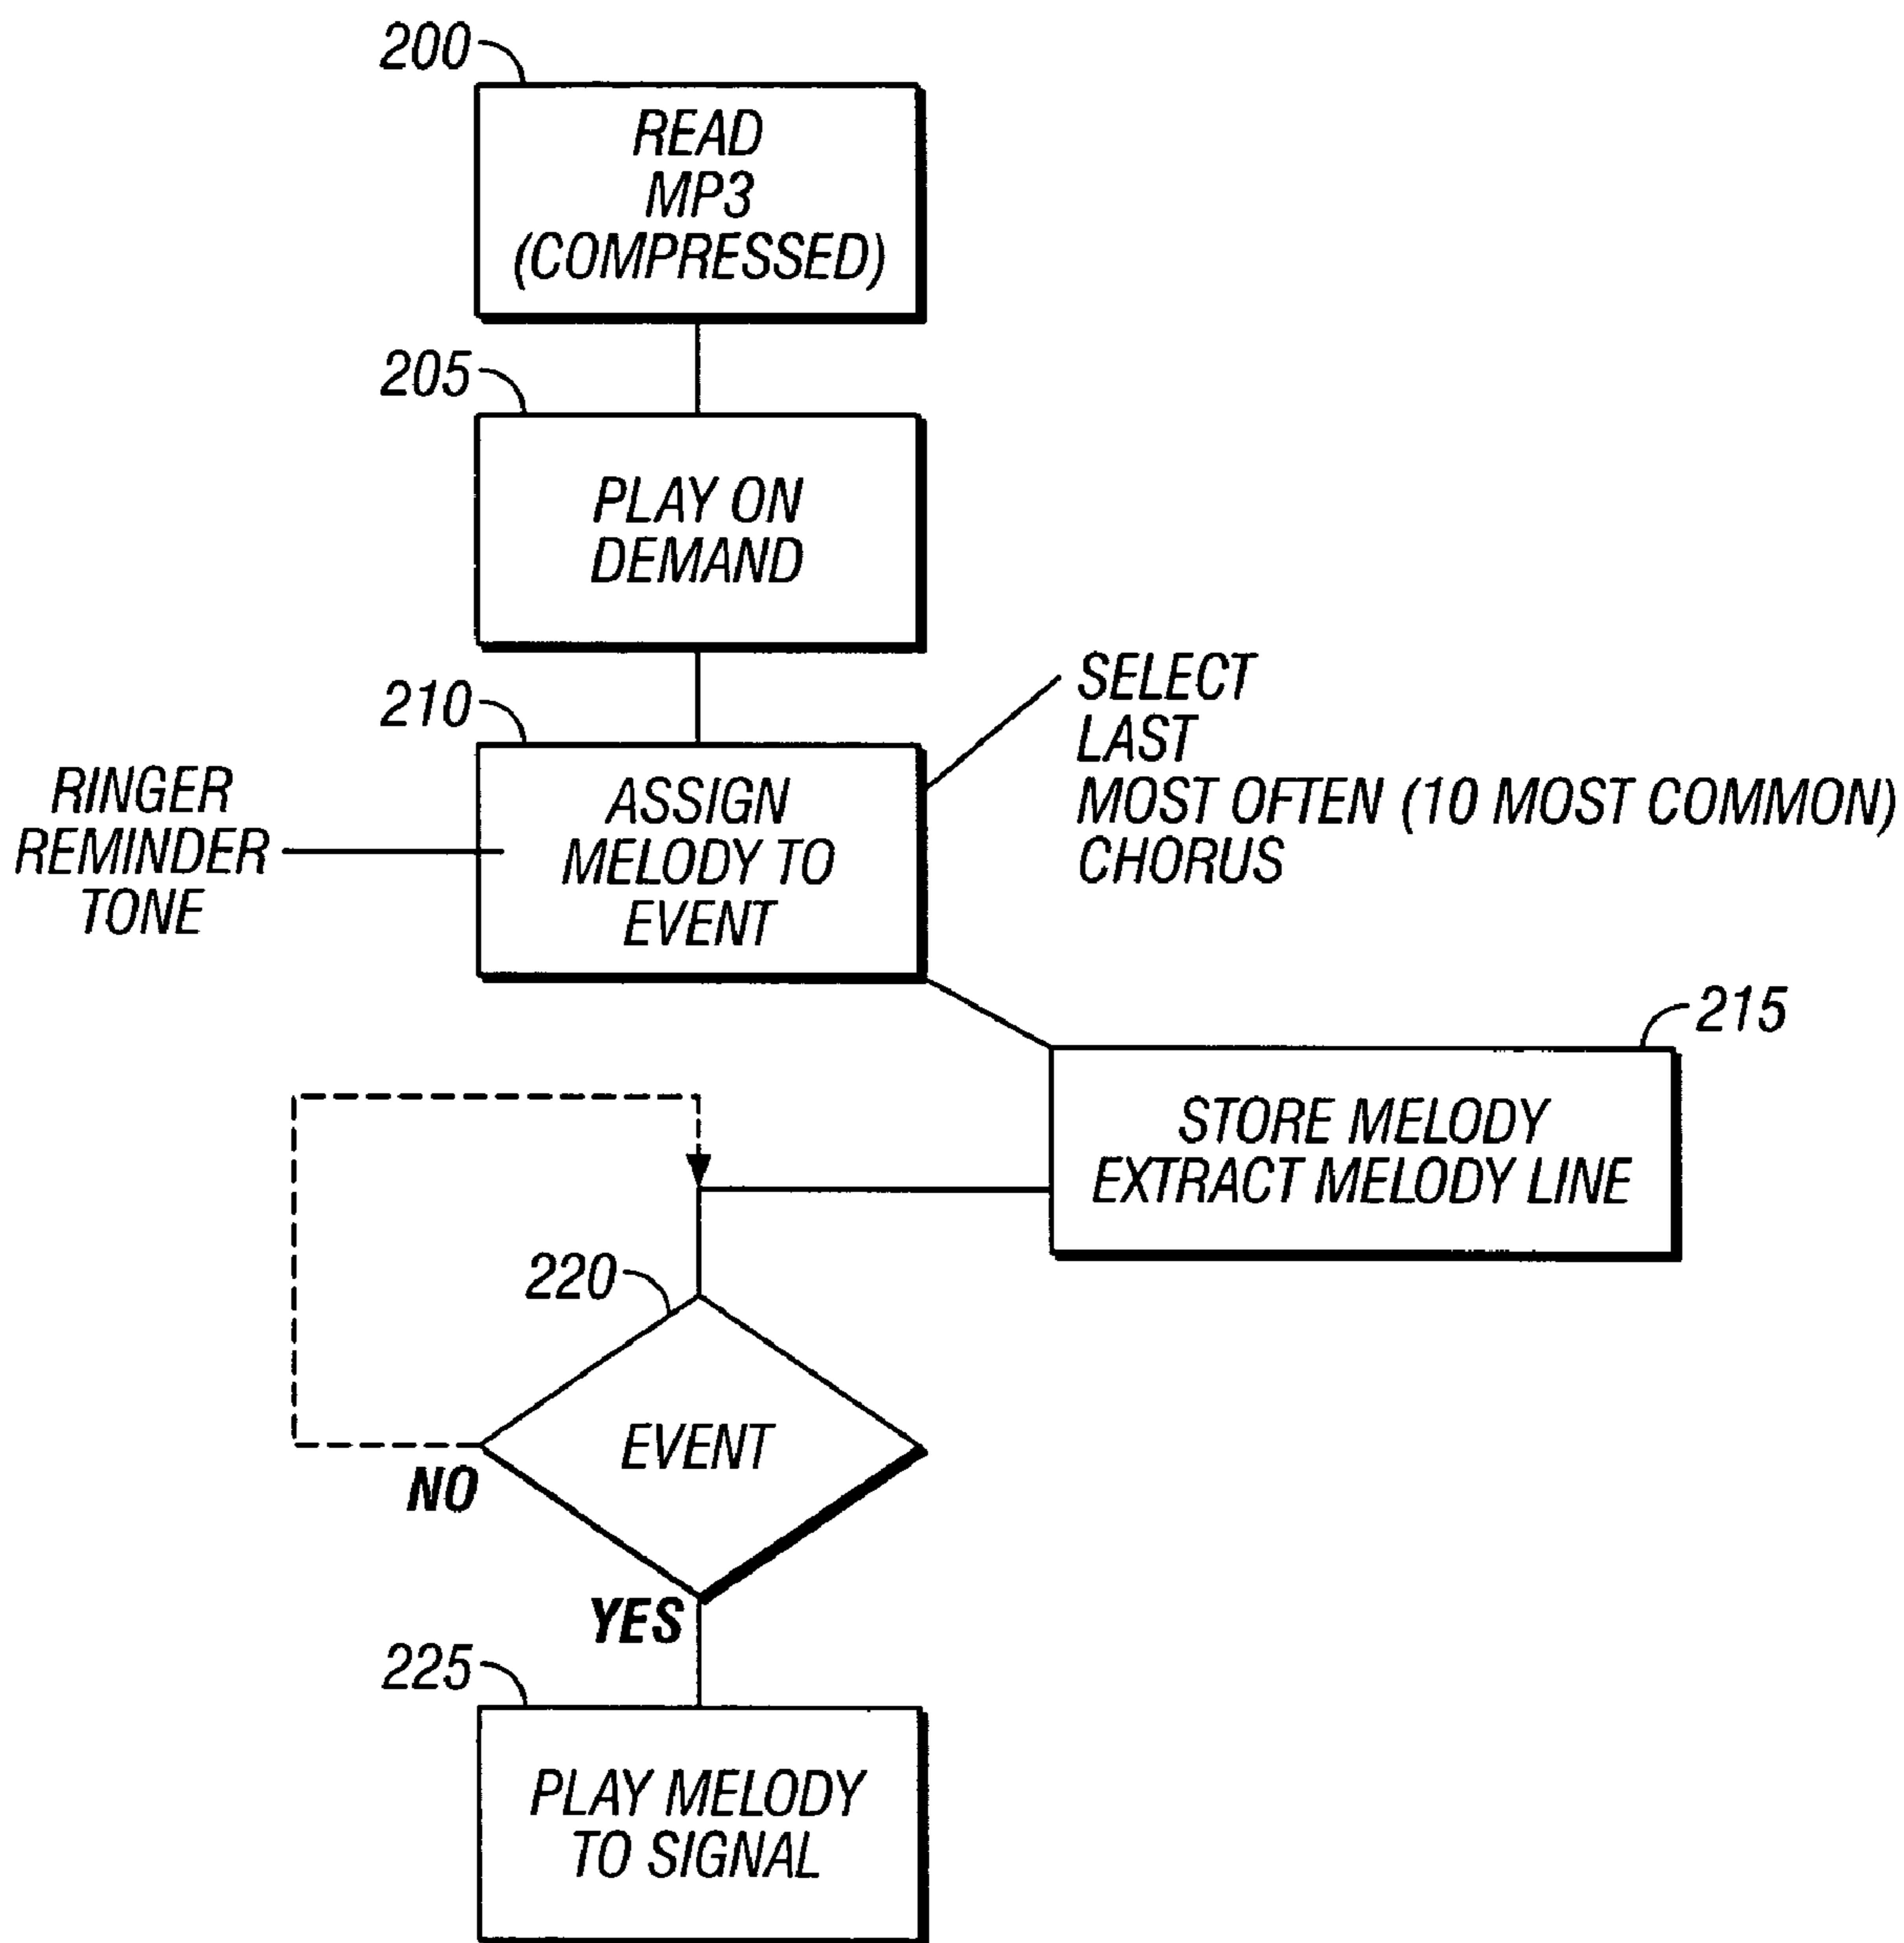 200
READ
MP3
(COMPRESSED)
205
PLAY ON
DEMAND
210
ASSIGN
MELODY TO
EVENT
RINGER
REMINDER
TONE
SELECT
LAST
MOST OFTEN (10 MOST COMMON)
CHORUS
215
STORE MELODY
EXTRACT MELODY LINE
220
EVENT
NO
YES
225
PLAY MELODY
TO SIGNAL